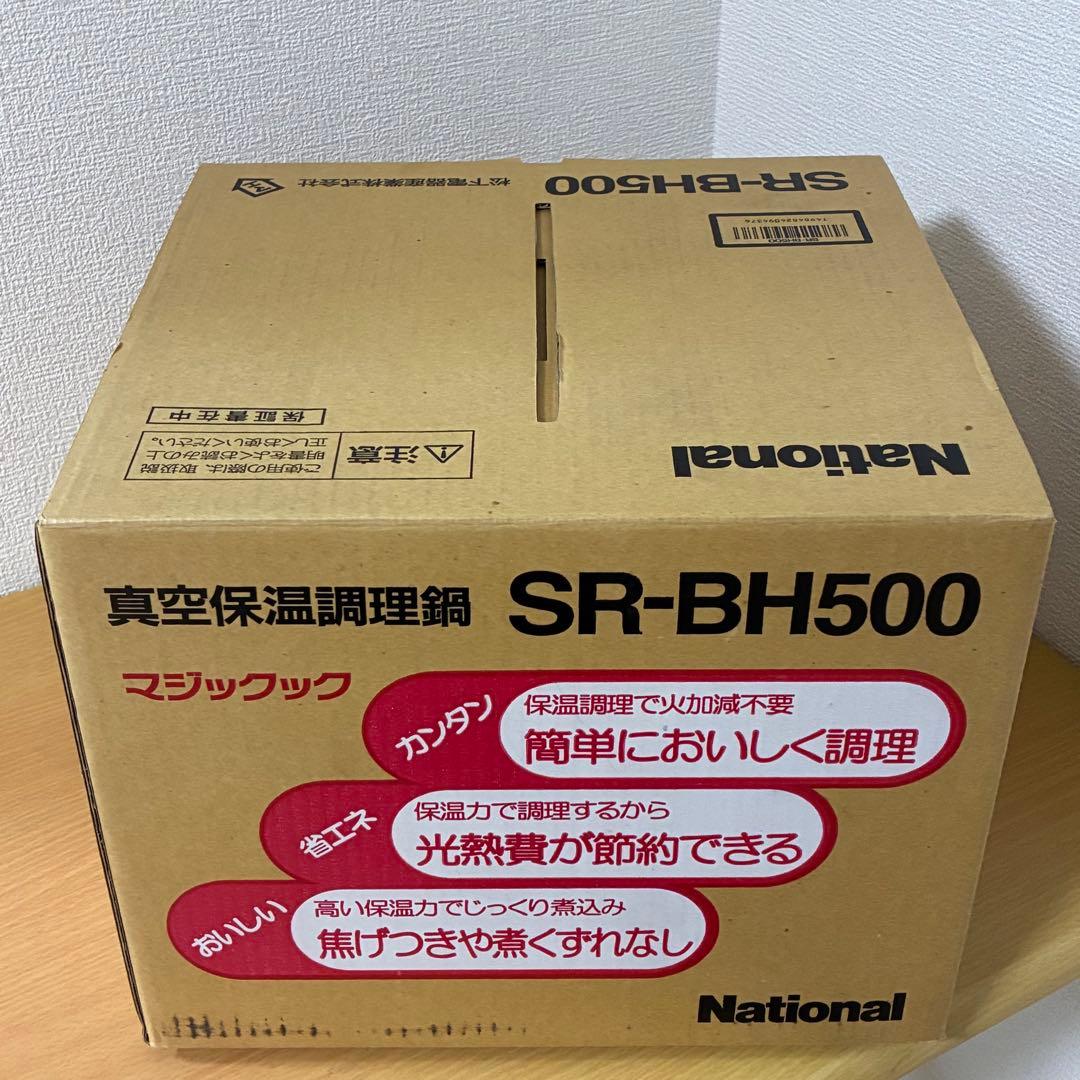 松下電器産業株式会社
SR-BH500
SR-BH500
保証書在中
注意
ご使用の際は、取扱説
明書をよくお読みの上
正しくお使いください。
National
真空保温調理鍋 SR-BH500
マジックック
カンタン
保温調理で火加減不要
簡単においしく調理
省エネ
保温力で調理するから
光熱費が節約できる
おいしい
高い保温力でじっくり煮込み
焦げつきや煮くずれなし
National